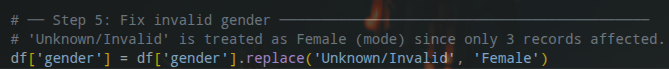 # ── Step 5: Fix invalid gender ──────────────────────────────────────────
# 'Unknown/Invalid' is treated as Female (mode) since only 3 records affected.
df['gender'] = df['gender'].replace('Unknown/Invalid', 'Female')